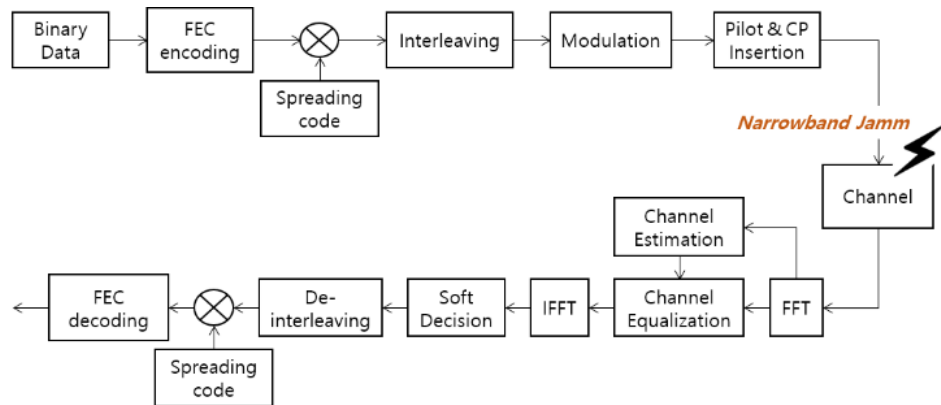 Binary
Data
FEC
encoding
Interleaving
Modulation
Pilot & CP
Insertion
Spreading
code
Narrowband Jamm
Channel
Channel
Estimation
FEC
decoding
De-
interleaving
Soft
Decision
IFFT
Channel
Equalization
FFT
Spreading
code